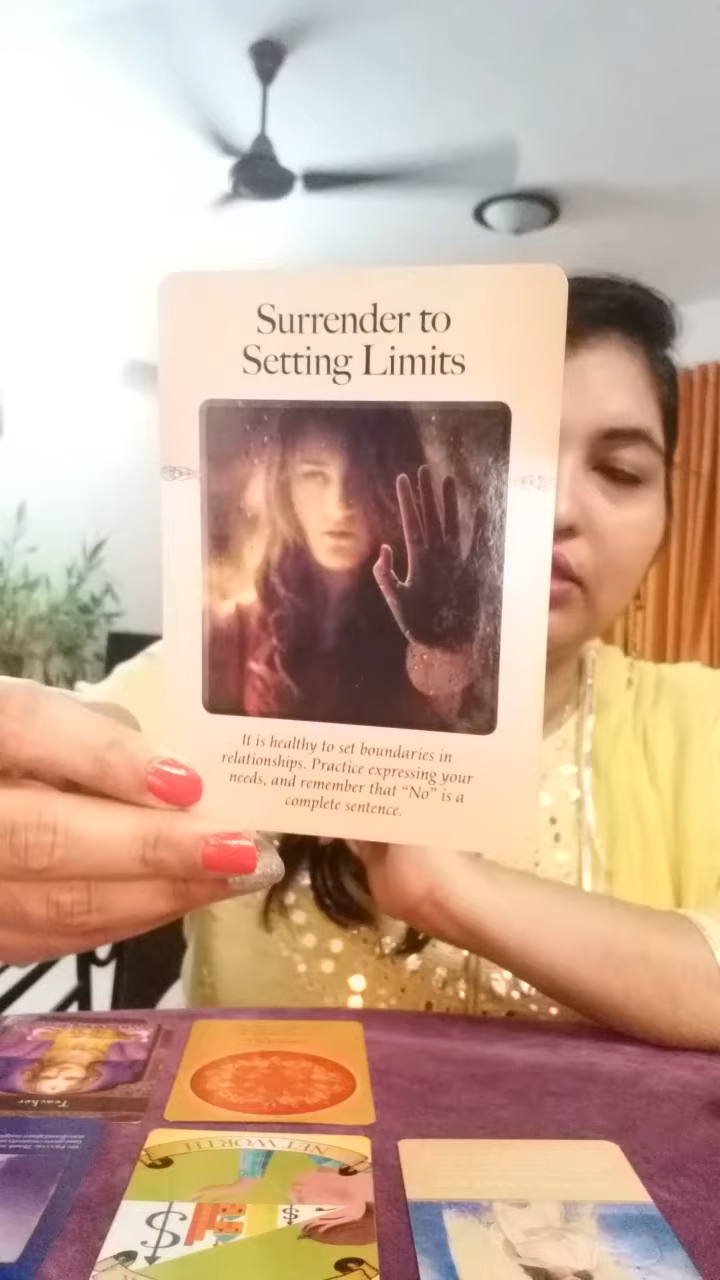 Surrender to
Setting Limits
It is healthy to set boundaries in
relationships. Practice expressing your
needs, and remember that “No” is a
complete sentence.
Teacher
NET WORTH
$
$